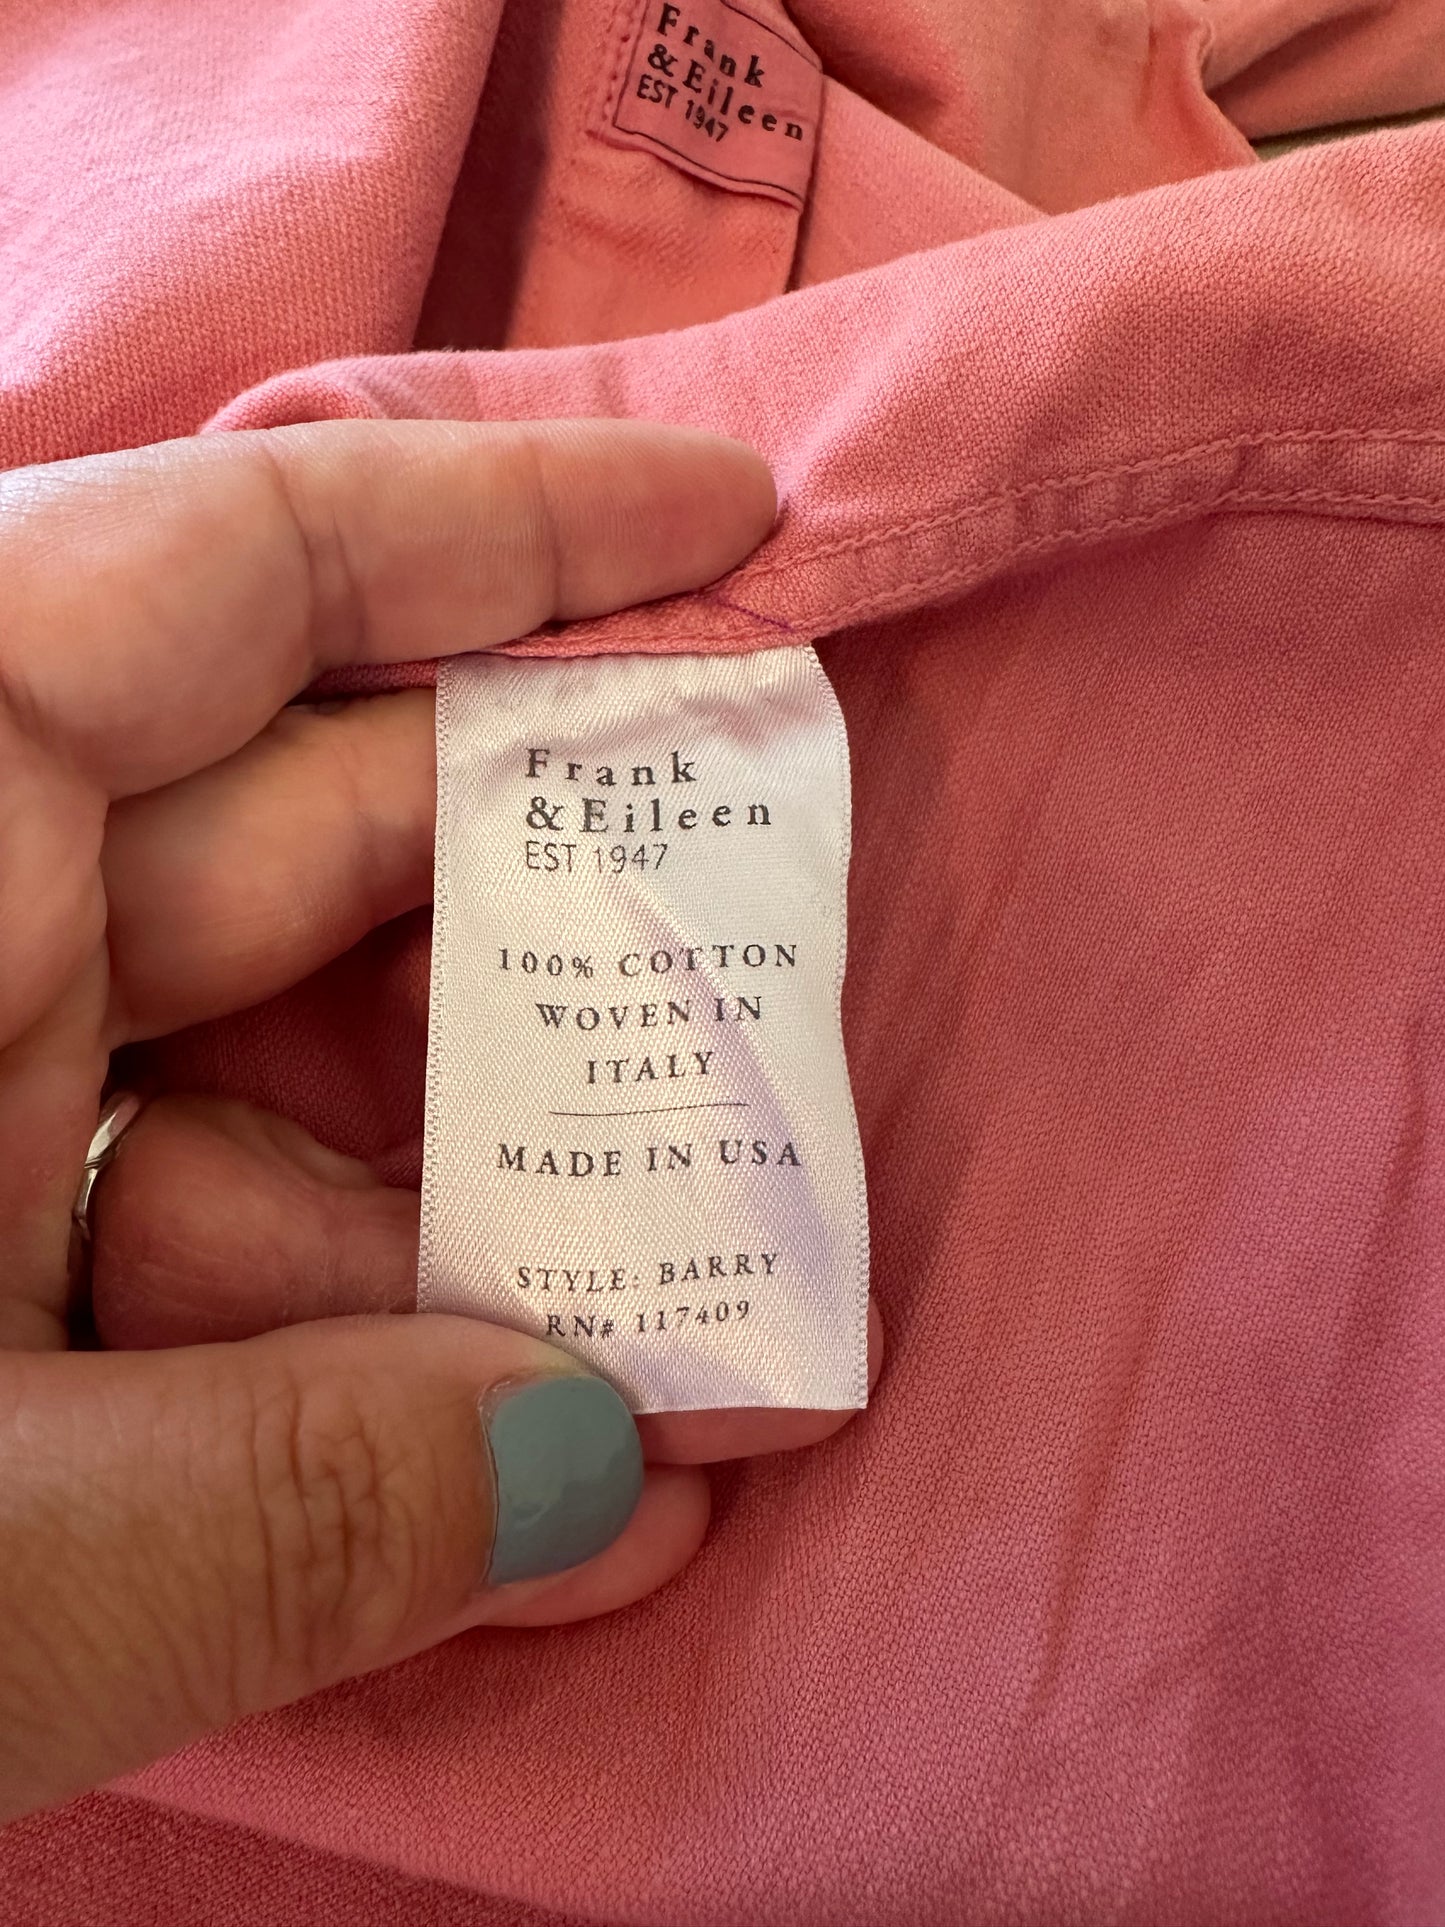 Frank
& Eileen
EST 1947
Frank
& Eileen
EST 1947
100% COTTON
WOVEN IN
ITALY
MADE IN USA
STYLE: BARRY
RN# 117409